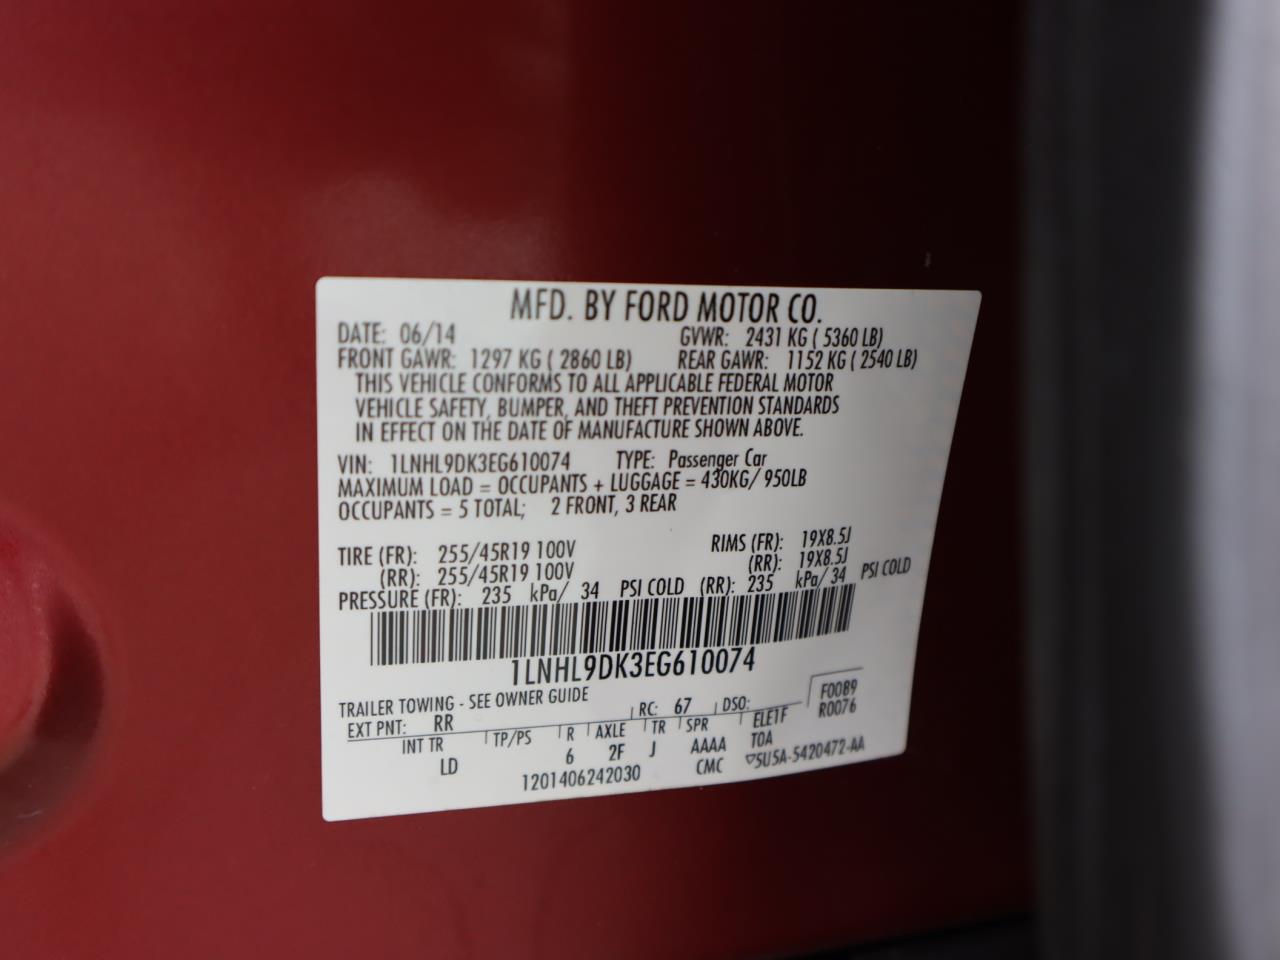 MFD. BY FORD MOTOR CO.
DATE: 06/14 GVWR: 2431 KG ( 5360 LB)
FRONT GAWR: 1297 KG ( 2860 LB) REAR GAWR: 1152 KG ( 2540 LB)
THIS VEHICLE CONFORMS TO ALL APPLICABLE FEDERAL MOTOR
VEHICLE SAFETY, BUMPER, AND THEFT PREVENTION STANDARDS
IN EFFECT ON THE DATE OF MANUFACTURE SHOWN ABOVE.
VIN: 1LNHL9DK3EG610074 TYPE: Passenger Car
MAXIMUM LOAD = OCCUPANTS + LUGGAGE = 430KG/ 950LB
OCCUPANTS = 5 TOTAL; 2 FRONT, 3 REAR
TIRE (FR): 255/45R19 100V RIMS (FR): 19X8.5J
(RR): 255/45R19 100V (RR): 19X8.5J
PRESSURE (FR): 235 kPa/ 34 PSI COLD (RR): 235 kPa/ 34 PSI COLD
1LNHL9DK3EG610074
TRAILER TOWING - SEE OWNER GUIDE
EXT PNT: RR RC: 67 DSO: F0089
R0076
INT TR TP/PS R AXLE TR SPR ELE1F
LD 6 2F J AAAA TOA
1201406242030 CMC 5U5A-5420472-AA